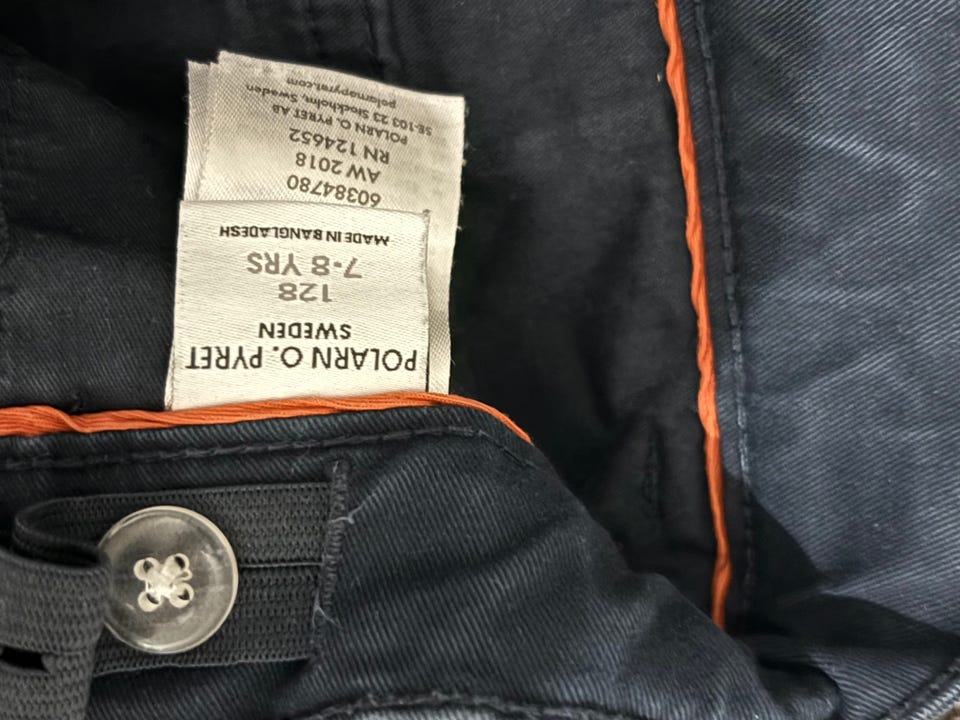 POLARN O. PYRET
SWEDEN
128
7-8 YRS
MADE IN BANGLADESH
60384780
AW 2018
RN 124652
POLARN O. PYRET AB
SE-103 23 Stockholm, Sweden
polarnopyret.com